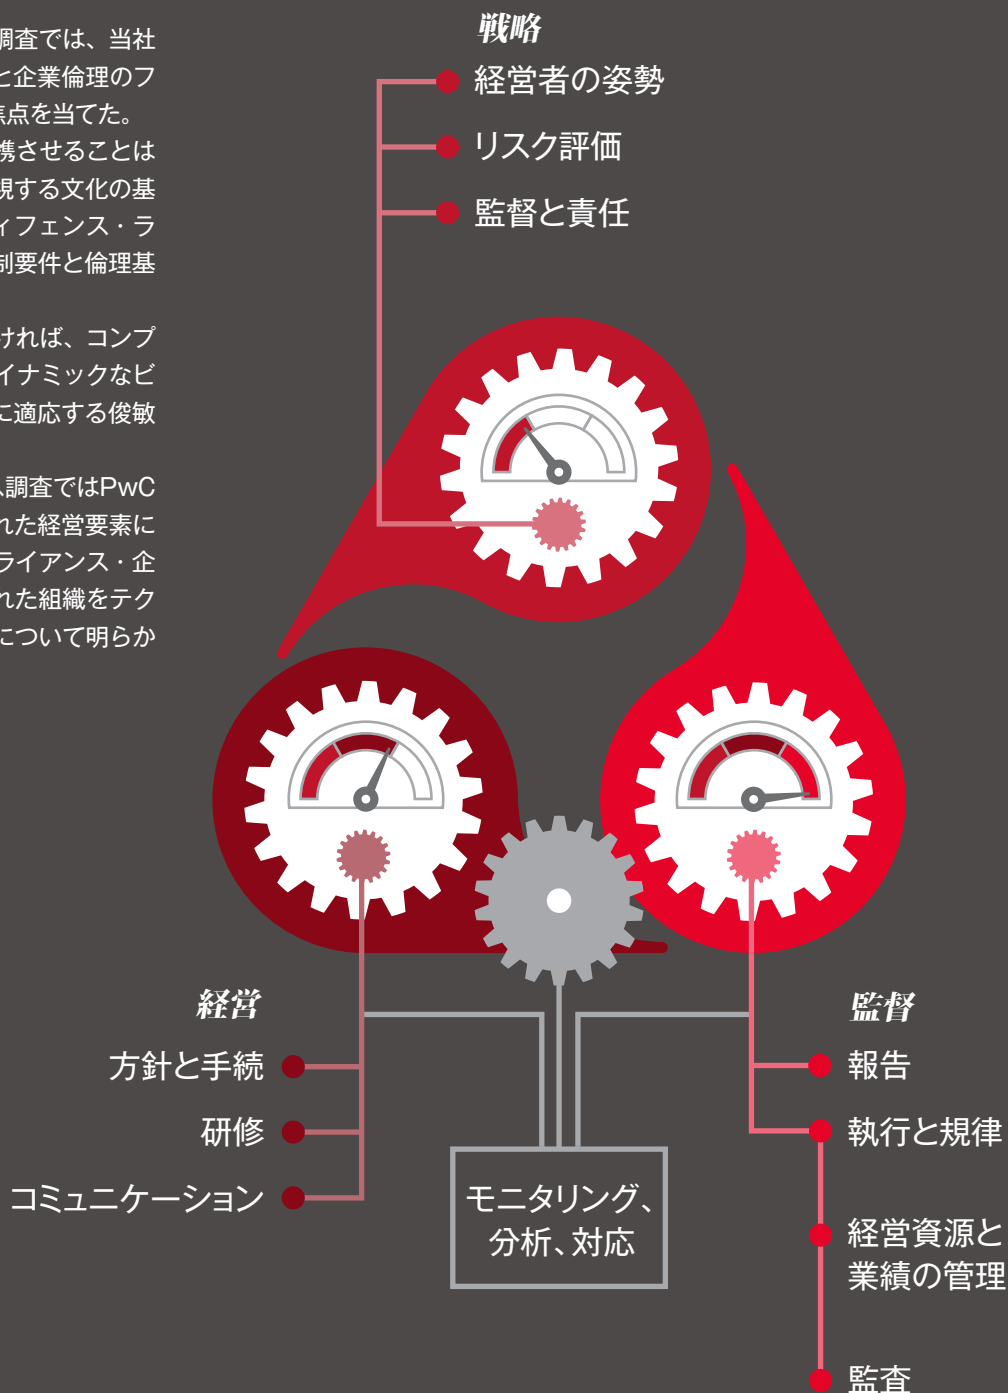 調査では、当社
と企業倫理のフ
焦点を当てた。
携させることは
視する文化の基
ィフェンス・ラ
制要件と倫理基
ければ、コンプ
イナミックなビ
に適応する俊敏
調査ではPwC
れた経営要素に
ライアンス・企
れた組織をテク
について明らか
戦略
経営者の姿勢
リスク評価
監督と責任
経営
方針と手続
研修
コミュニケーション
モニタリング、
分析、対応
監督
報告
執行と規律
経営資源と
業績の管理
監査